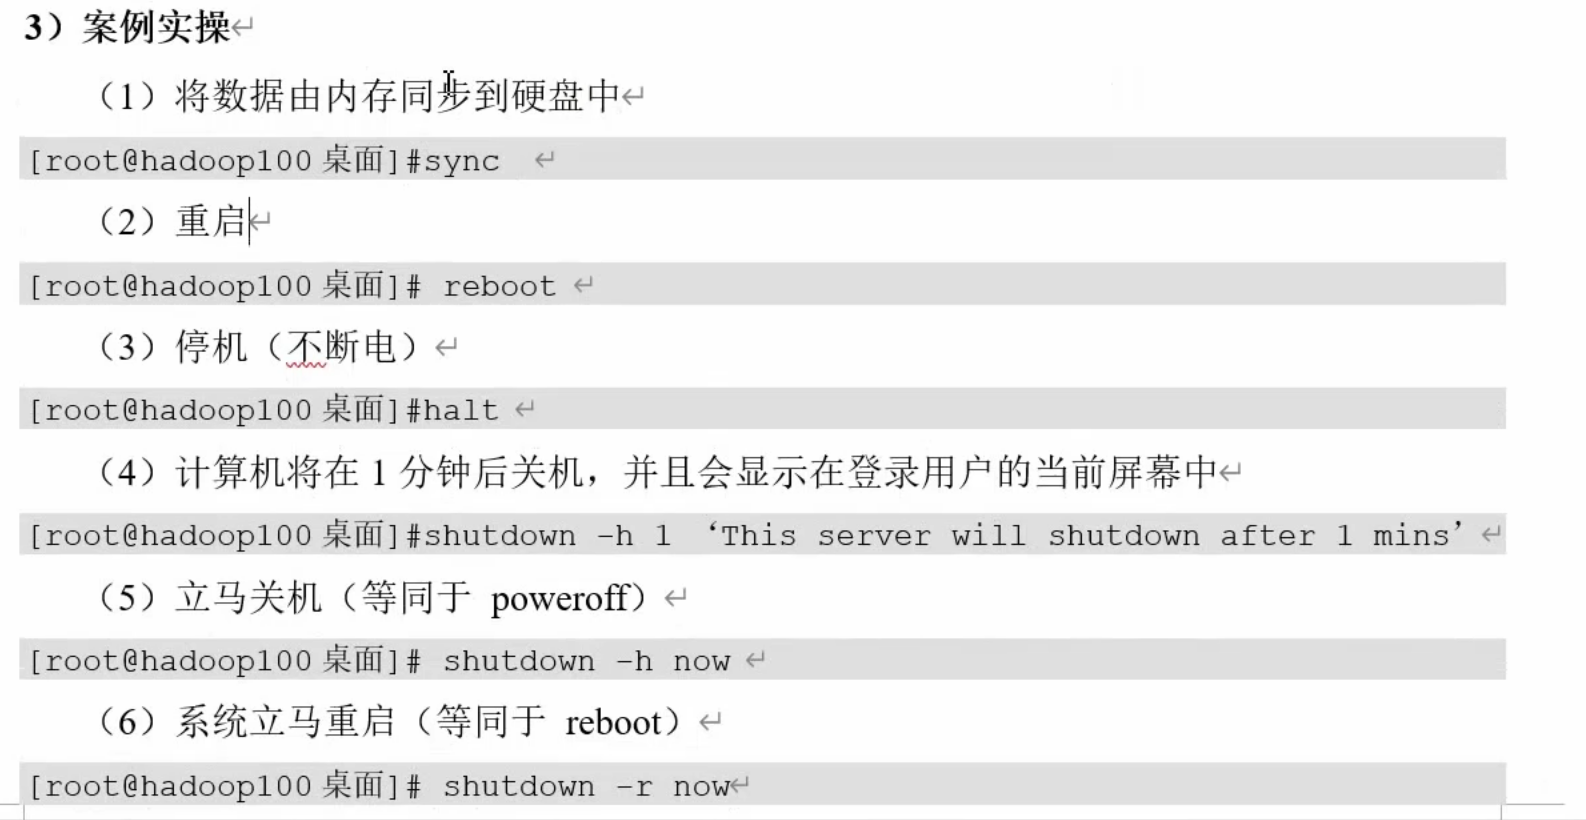 3）案例实操↵
（1）将数据由内存同步到硬盘中↵
[root@hadoop100 桌面]#sync ↵
（2）重启↵
[root@hadoop100 桌面]# reboot ↵
（3）停机（不断电）↵
[root@hadoop100 桌面]#halt ↵
（4）计算机将在 1 分钟后关机，并且会显示在登录用户的当前屏幕中↵
[root@hadoop100 桌面]#shutdown -h 1 ‘This server will shutdown after 1 mins’ ↵
（5）立马关机（等同于 poweroff）↵
[root@hadoop100 桌面]# shutdown -h now ↵
（6）系统立马重启（等同于 reboot）↵
[root@hadoop100 桌面]# shutdown -r now↵